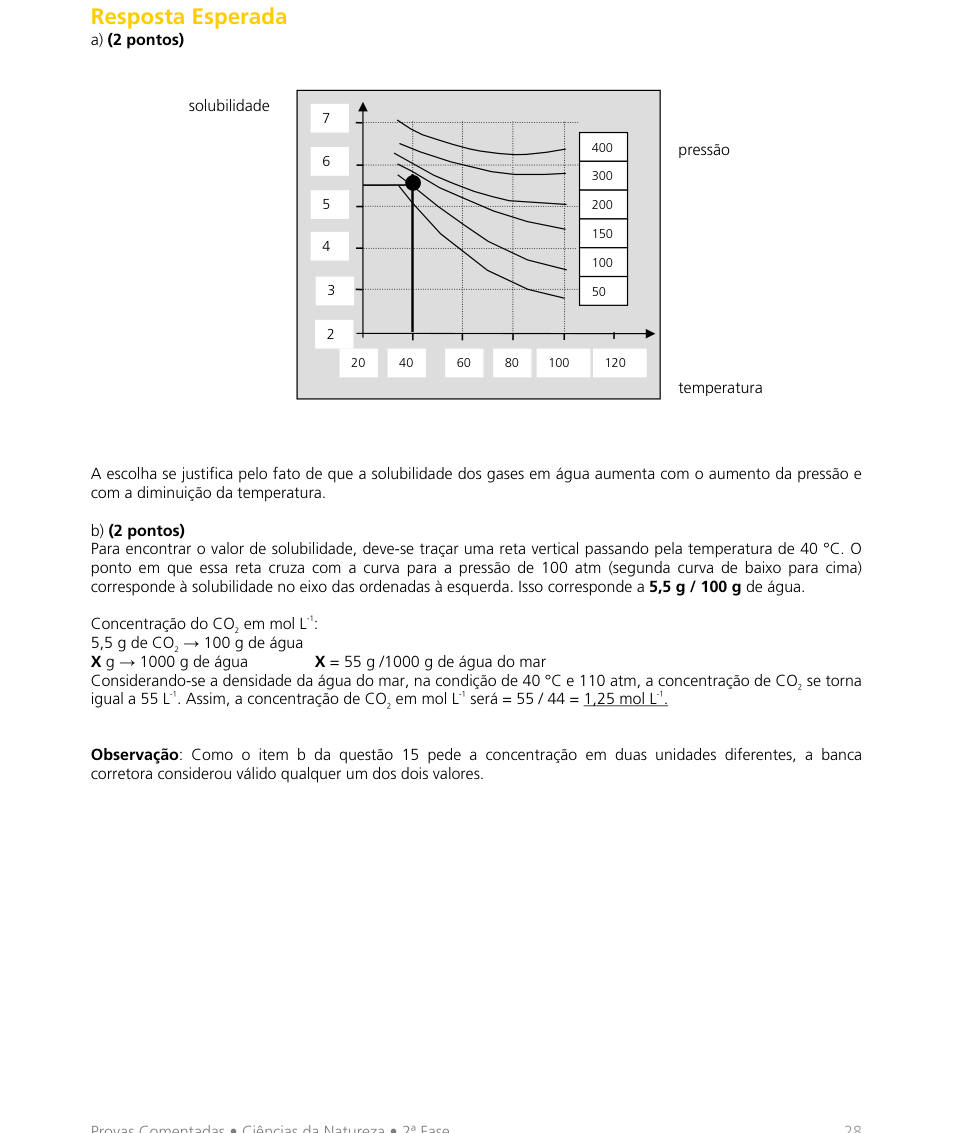 Resposta Esperada
a) (2 pontos)
solubilidade
7
6
5
4
3
2
400
300
200
150
100
50
pressão
20 40 60 80 100 120
temperatura
A escolha se justifica pelo fato de que a solubilidade dos gases em água aumenta com o aumento da pressão e
com a diminuição da temperatura.
b) (2 pontos)
Para encontrar o valor de solubilidade, deve-se traçar uma reta vertical passando pela temperatura de 40 °C. O
ponto em que essa reta cruza com a curva para a pressão de 100 atm (segunda curva de baixo para cima)
corresponde à solubilidade no eixo das ordenadas à esquerda. Isso corresponde a 5,5 g / 100 g de água.
Concentração do CO2 em mol L-1:
5,5 g de CO2 → 100 g de água
X g → 1000 g de água X = 55 g /1000 g de água do mar
Considerando-se a densidade da água do mar, na condição de 40 °C e 110 atm, a concentração de CO2 se torna
igual a 55 L-1. Assim, a concentração de CO2 em mol L-1 será = 55 / 44 = 1,25 mol L-1.
Observação: Como o item b da questão 15 pede a concentração em duas unidades diferentes, a banca
corretora considerou válido qualquer um dos dois valores.
Provas Comentadas • Ciências da Natureza • 2ª Fase 28